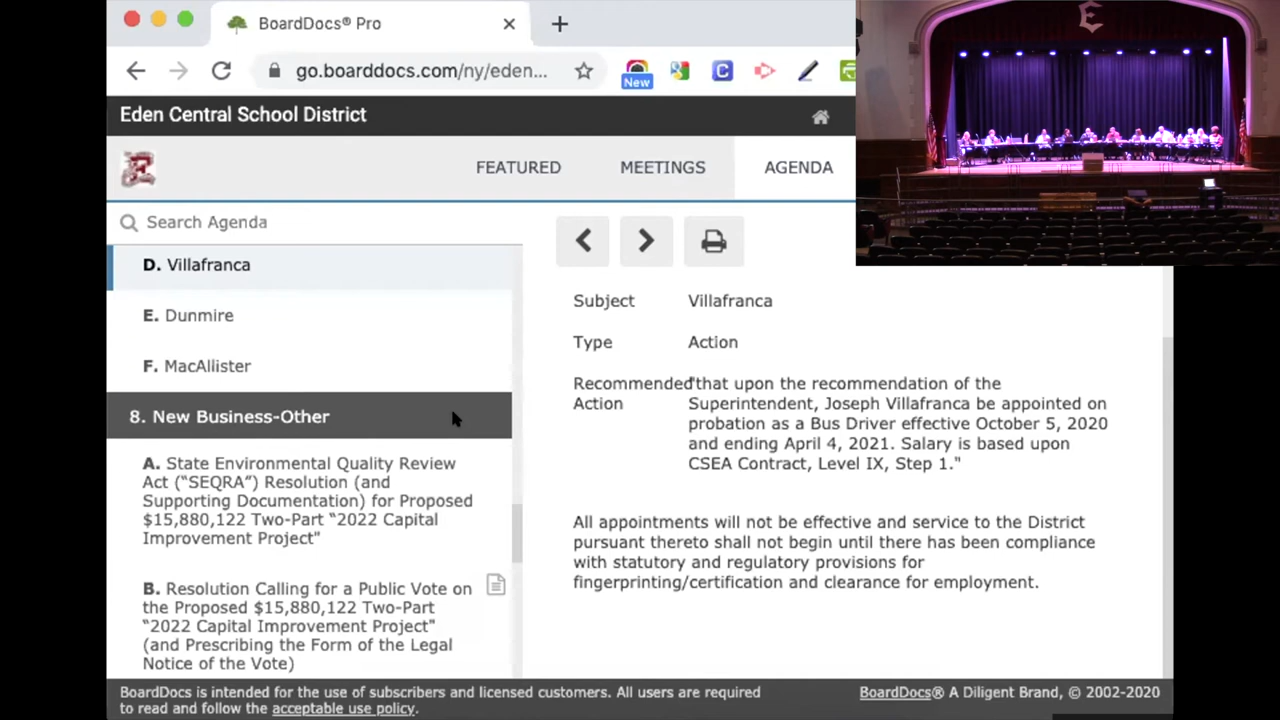 BoardDocs® Pro
go.boarddocs.com/ny/eden...
New
Eden Central School District
E
FEATURED
MEETINGS
AGENDA
Search Agenda
D. Villafranca
E. Dunmire
F. MacAllister
8. New Business-Other
A. State Environmental Quality Review
Act (“SEQRA”) Resolution (and
Supporting Documentation) for Proposed
$15,880,122 Two-Part “2022 Capital
Improvement Project"
B. Resolution Calling for a Public Vote on
the Proposed $15,880,122 Two-Part
“2022 Capital Improvement Project"
(and Prescribing the Form of the Legal
Notice of the Vote)
Subject Villafranca
Type Action
Recommended "that upon the recommendation of the
Action Superintendent, Joseph Villafranca be appointed on
probation as a Bus Driver effective October 5, 2020
and ending April 4, 2021. Salary is based upon
CSEA Contract, Level IX, Step 1."
All appointments will not be effective and service to the District
pursuant thereto shall not begin until there has been compliance
with statutory and regulatory provisions for
fingerprinting/certification and clearance for employment.
BoardDocs is intended for the use of subscribers and licensed customers. All users are required
to read and follow the acceptable use policy.
BoardDocs® A Diligent Brand, © 2002-2020